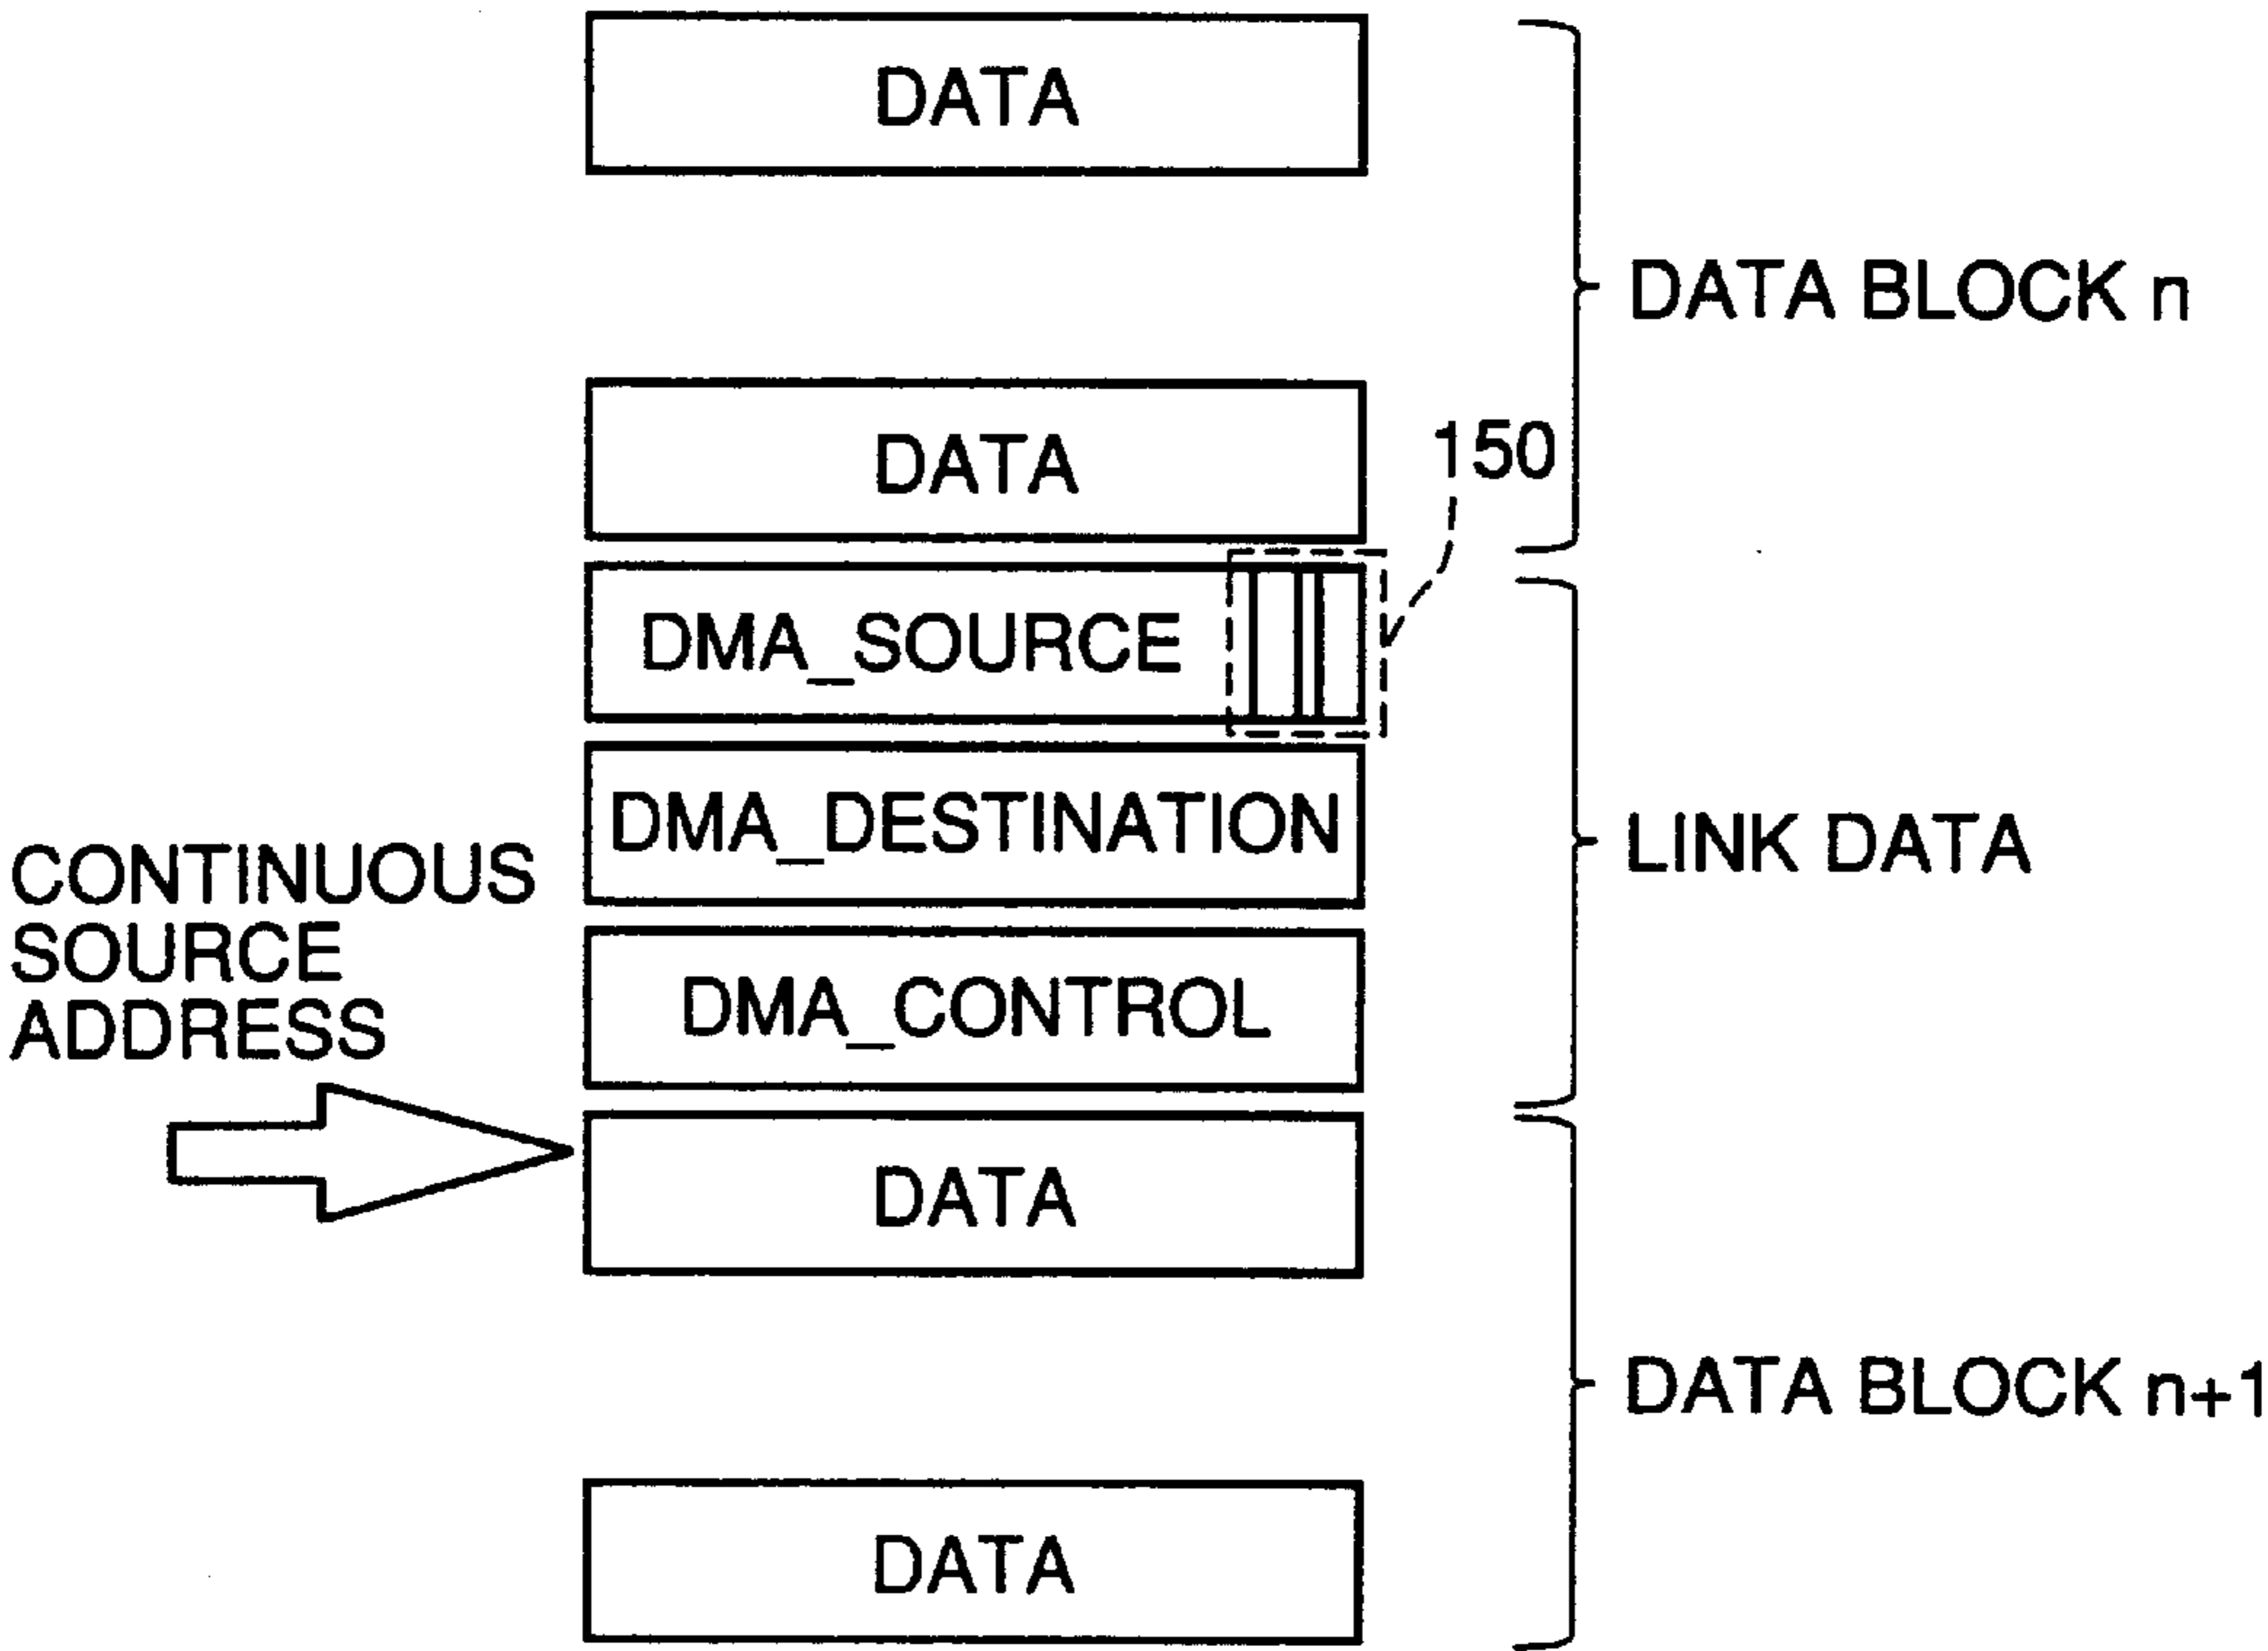 DATA
DATA BLOCK n
DATA
150
DMA_SOURCE
DMA_DESTINATION
LINK DATA
CONTINUOUS
SOURCE
ADDRESS
DMA_CONTROL
DATA
DATA BLOCK n+1
DATA